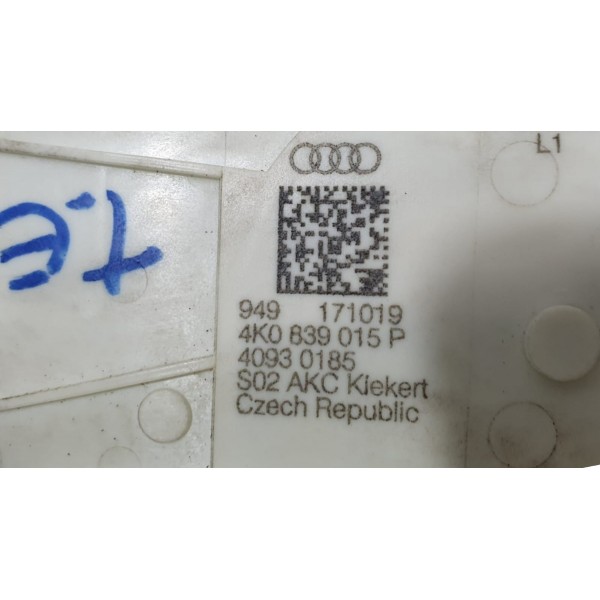 L1
T.E
949 171019
4K0 839 015 P
4093 0185
S02 AKC Kiekert
Czech Republic